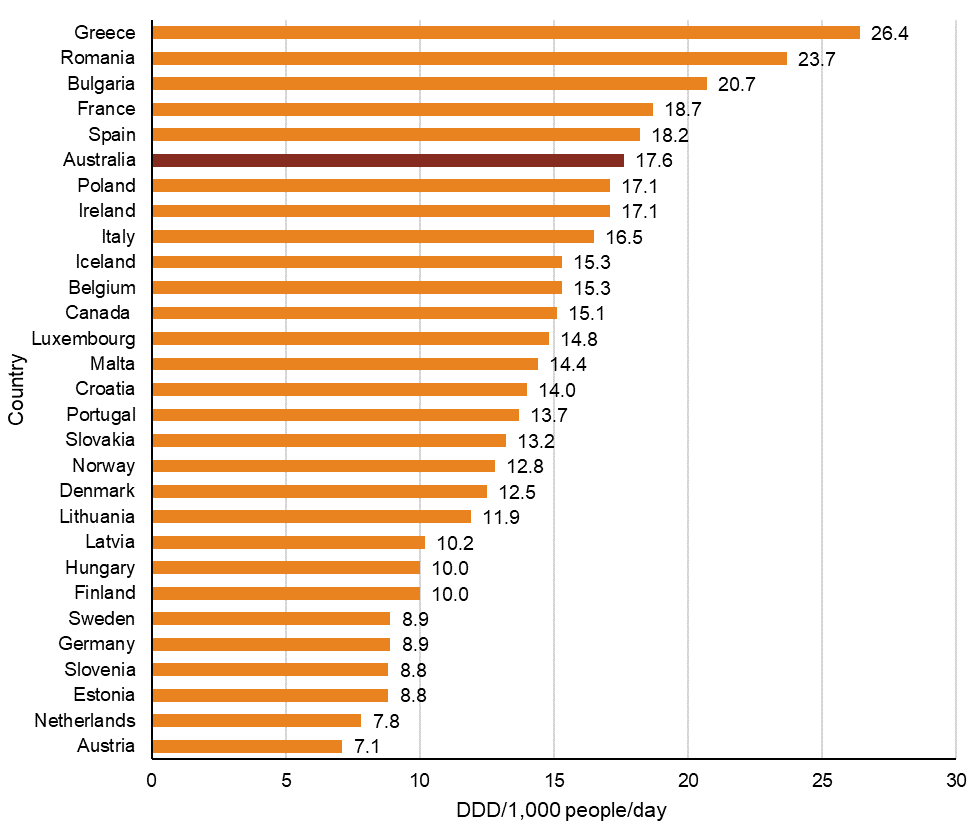 Greece 26.4
Romania 23.7
Bulgaria 20.7
France 18.7
Spain 18.2
Australia 17.6
Poland 17.1
Ireland 17.1
Italy 16.5
Iceland 15.3
Belgium 15.3
Canada 15.1
Luxembourg 14.8
Malta 14.4
Croatia 14.0
Portugal 13.7
Slovakia 13.2
Norway 12.8
Denmark 12.5
Lithuania 11.9
Latvia 10.2
Hungary 10.0
Finland 10.0
Sweden 8.9
Germany 8.9
Slovenia 8.8
Estonia 8.8
Netherlands 7.8
Austria 7.1
Country
0 5 10 15 20 25 30
DDD/1,000 people/day